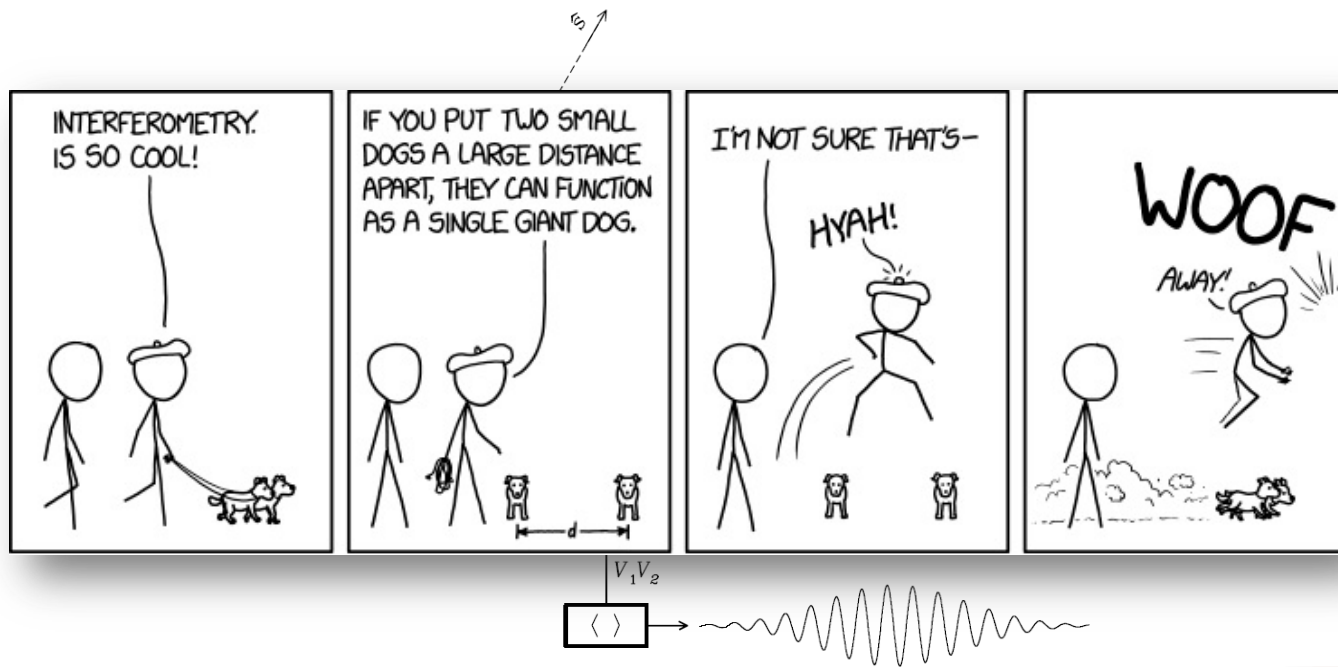 ŝ
INTERFEROMETRY.
IS SO COOL!
IF YOU PUT TWO SMALL
DOGS A LARGE DISTANCE
APART, THEY CAN FUNCTION
AS A SINGLE GIANT DOG.
d
I'M NOT SURE THAT'S—
HYAH!
WOOF
AWAY!
V₁V₂
⟨ ⟩